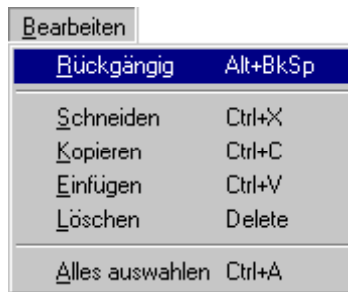 Bearbeiten
Rückgängig Alt+BkSp
Schneiden Ctrl+X
Kopieren Ctrl+C
Einfügen Ctrl+V
Löschen Delete
Alles auswahlen Ctrl+A